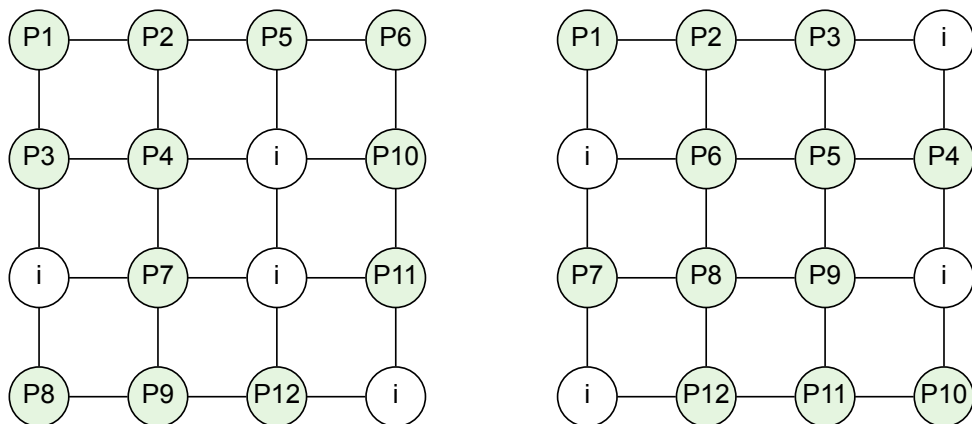 P1 P2 P5 P6
P3 P4 i P10
i P7 i P11
P8 P9 P12 i
P1 P2 P3 i
i P6 P5 P4
P7 P8 P9 i
i P12 P11 P10